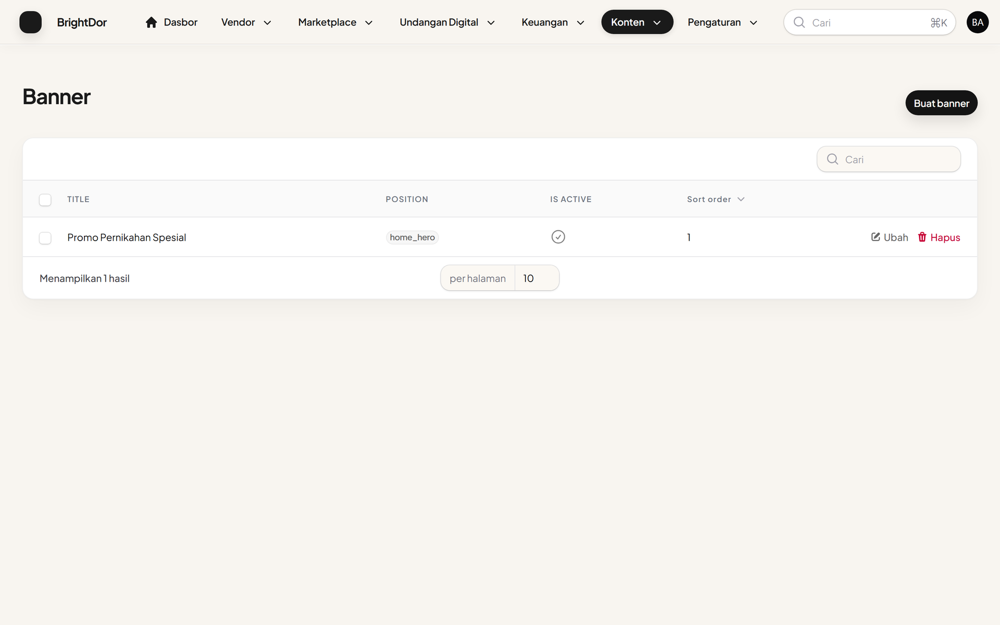 BrightDor Dasbor Vendor Marketplace Undangan Digital Keuangan Konten Pengaturan Cari ⌘K BA
Banner
Buat banner
Cari
TITLE POSITION IS ACTIVE Sort order
Promo Pernikahan Spesial home_hero 1 Ubah Hapus
Menampilkan 1 hasil per halaman 10